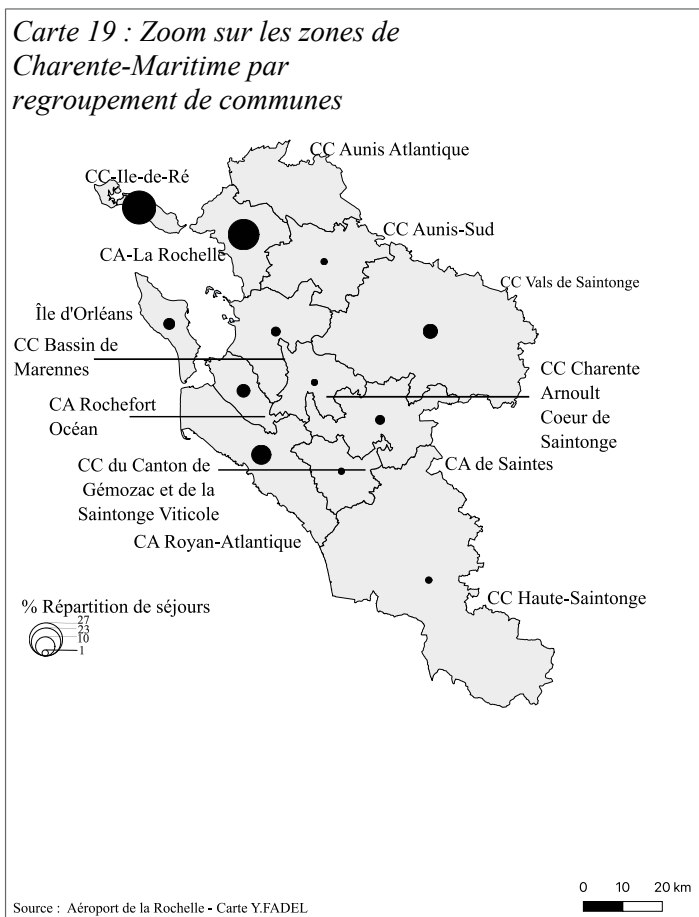 Carte 19 : Zoom sur les zones de
Charente-Maritime par
regroupement de communes
CC Aunis Atlantique
CC-Ile-de-Ré
CC Aunis-Sud
CA-La Rochelle
CC Vals de Saintonge
Île d'Orléans
CC Bassin de
Marennes
CC Charente
Arnoult
Coeur de
Saintonge
CA Rochefort
Océan
CC du Canton de
Gémozac et de la
Saintonge Viticole
CA de Saintes
CA Royan-Atlantique
CC Haute-Saintonge
% Répartition de séjours
27
23
10
1
0 10 20 km
Source : Aéroport de la Rochelle - Carte Y.FADEL